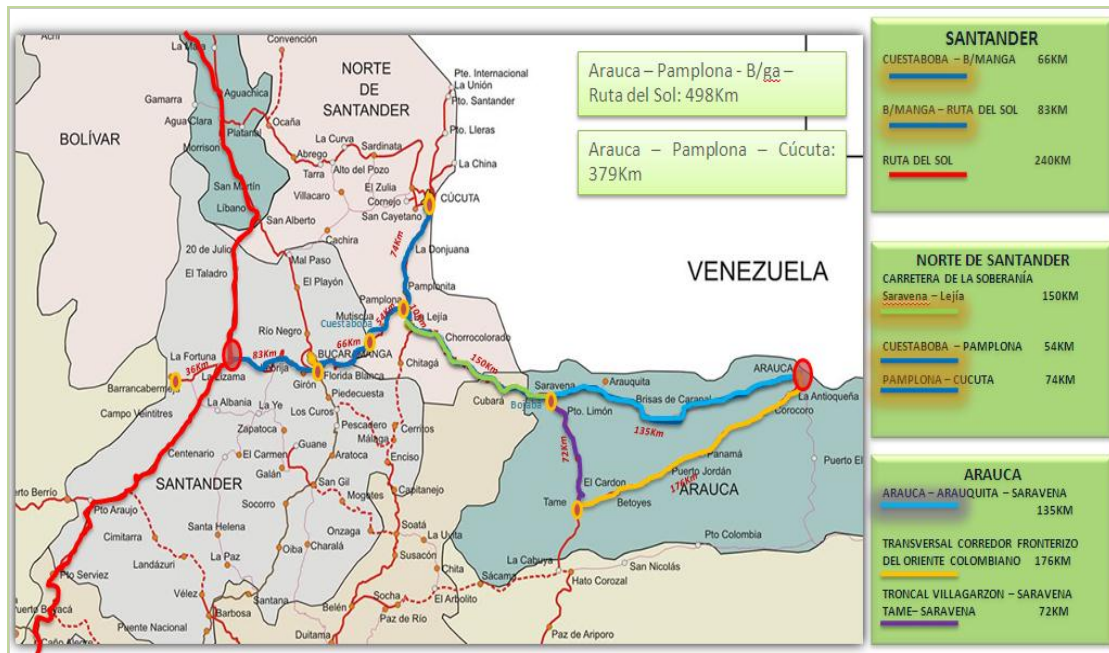 Arauca – Pamplona - B/ga –
Ruta del Sol: 498Km
Arauca – Pamplona – Cúcuta:
379Km
SANTANDER
CUESTABOBA – B/MANGA 66KM
B/MANGA – RUTA DEL SOL 83KM
RUTA DEL SOL 240KM
NORTE DE SANTANDER
CARRETERA DE LA SOBERANÍA
Saravena – Lejía 150KM
CUESTABOBA – PAMPLONA 54KM
PAMPLONA – CUCUTA 74KM
ARAUCA
ARAUCA – ARAUQUITA – SARAVENA
135KM
TRANSVERSAL CORREDOR FRONTERIZO
DEL ORIENTE COLOMBIANO 176KM
TRONCAL VILLAGARZON – SARAVENA
TAME– SARAVENA 72KM
La Mata
Convención
Pte. Internacional
La Unión
Pto. Santander
NORTE
DE
SANTANDER
Aguachica
Gamarra
Agua Clara
Platanal
Ocaña
Morrison
BOLÍVAR
La Curva
Sardinata
Pto. Lleras
Abrego
Tarra
Alto del Pozo
La China
Villacaro
El Zulia
Cornejo
CÚCUTA
San Cayetano
San Martín
Líbano
San Alberto
Cachira
74Km
La Donjuana
20 de Julio
El Taladro
Mal Paso
El Playón
VENEZUELA
Pamplonita
Pamplona
Mutiscua
54Km
La Lejía
Cuestaboba
Río Negro
66Km
Chorrocolorado
La Fortuna
83Km
BUCARAMANGA
Chitagá
150Km
36Km
Barrancabermeja
La Lizama
Girón
Florida Blanca
Piedecuesta
ARAUCA
Saravena
Arauquita
Cubará
Bojaba
Pto. Limón
La Antioqueña
Corocoro
135Km
Campo Veintitres
La Albania
La Ye
Los Curos
Zapatoca
Guane
Pescadero
Málaga
Cerritos
72Km
Centenario
El Carmen
Aratoca
Enciso
Panamá
Puerto El
Galán
Puerto Jordán
176Km
El Cardon
ARAUCA
SANTANDER
San Gil
Capitanejo
Tame
Betoyes
Pto Araujo
Socorro
Mogotes
Cimitarra
Santa Helena
Onzaga
Soatá
La Uvita
Pto Colombia
Oiba
Charalá
Landázuri
La Paz
Susacón
La Cabuya
San Nicolás
Chita
Pto Serviez
Sácama
Hato Corozal
Vélez
Santana
Belén
Socha
El Arbolito
Barbosa
Paz de Río
Puente Nacional
Duitama
Paz de Ariporo